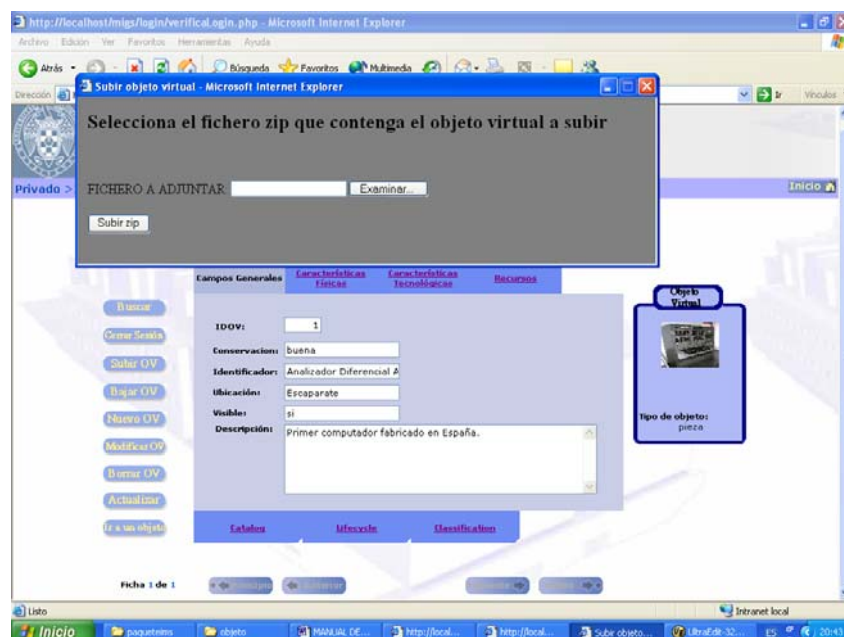 http://localhost/migs/login/verificaLogin.php - Microsoft Internet Explorer
Archivo Edición Ver Favoritos Herramientas Ayuda
Atrás Búsqueda Favoritos Multimedia
Dirección Ir Vínculos
Subir objeto virtual - Microsoft Internet Explorer
Selecciona el fichero zip que contenga el objeto virtual a subir
FICHERO A ADJUNTAR Examinar...
Subir zip
Privado > Inicio
Campos Generales Características Físicas Características Tecnológicas Recursos
Buscar
Cerrar Sesión
Subir OV
Bajar OV
Nuevo OV
Modificar OV
Borrar OV
Actualizar
Ir a un objeto
IDOV: 1
Conservacion: buena
Identificador: Analizador Diferencial A
Ubicación: Escaparate
Visible: si
Descripción: Primer computador fabricado en España.
Objeto Virtual
Tipo de objeto:
pieza
Catalog Lifecycle Classification
Ficha 1 de 1
Listo Intranet local
Inicio paqueteims objeto MANUAL DE... http://local... http://local... Subir objeto... UltraEdit-32... ES 20:43